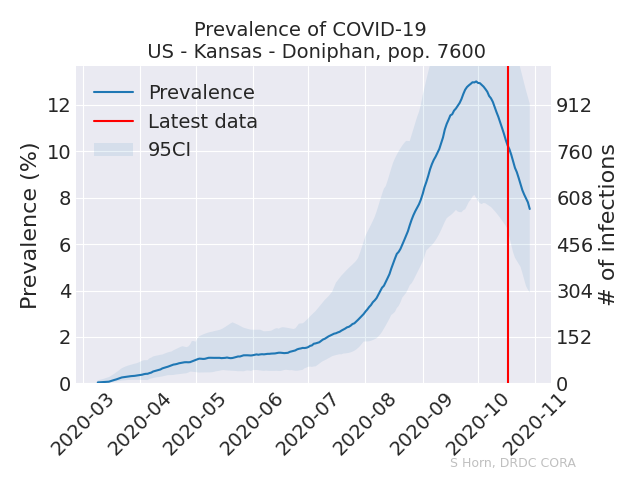 Prevalence of COVID-19
US - Kansas - Doniphan, pop. 7600
Prevalence
Latest data
95CI
Prevalence (%)
12
10
8
6
4
2
0
912
760
608
456
304
152
0
# of infections
2020-03
2020-04
2020-05
2020-06
2020-07
2020-08
2020-09
2020-10
2020-11
S Horn, DRDC CORA